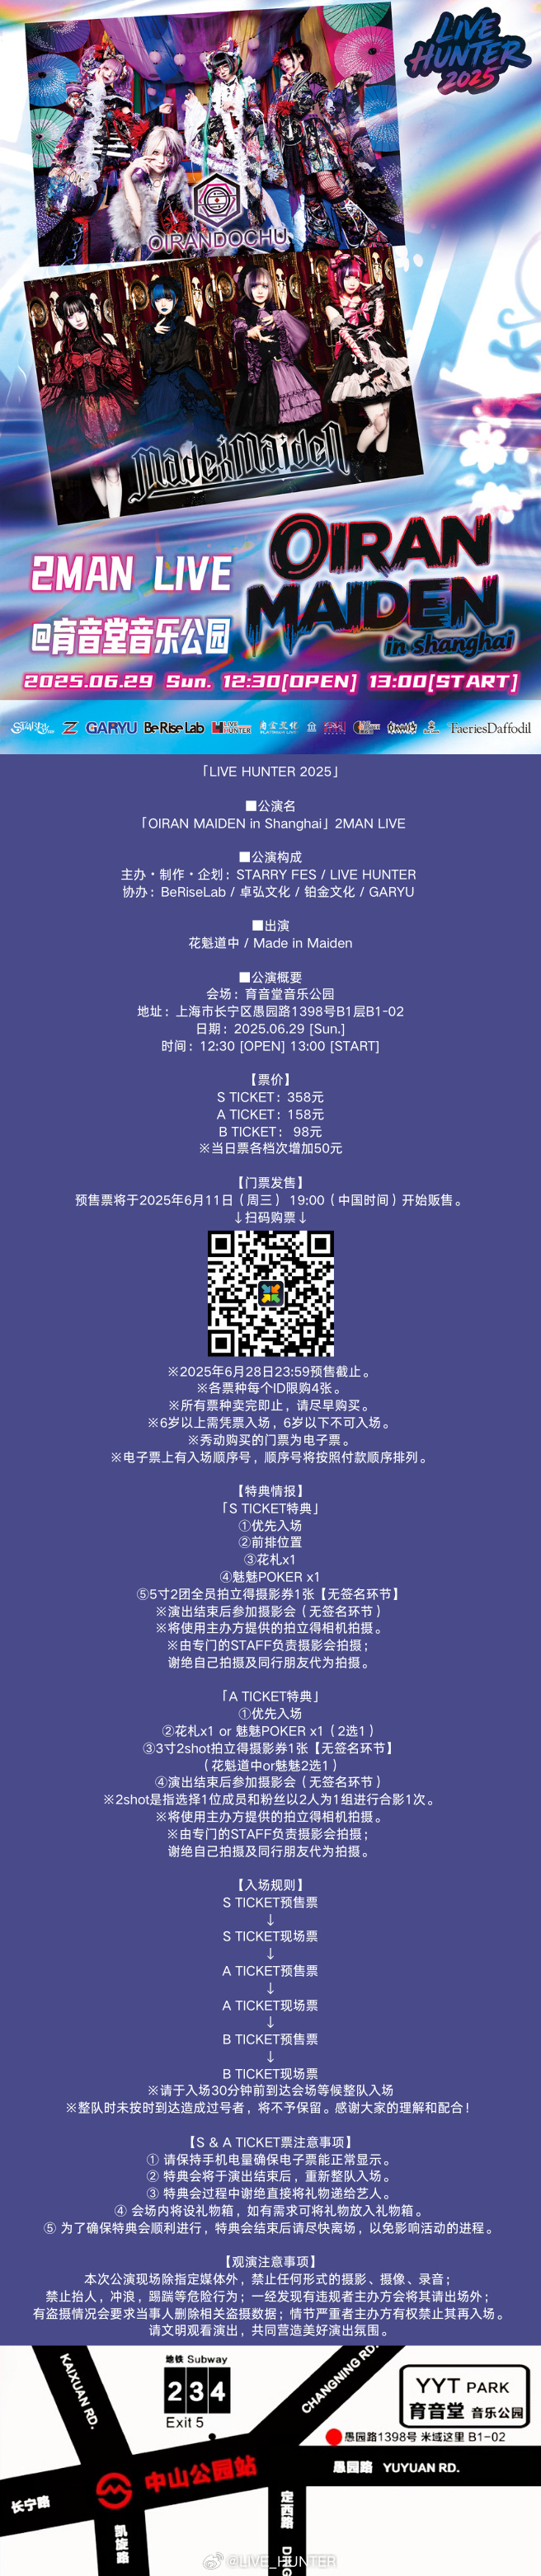 LIVE
HUNTER
2025
OIRANDOCHU
Made in Maiden
2MAN LIVE
@育音堂音乐公园
OIRAN
MAIDEN
in shanghai
2025.06.29 Sun. 12:30[OPEN] 13:00[START]
GARYU Be Rise Lab LIVE HUNTER FaeriesDaffodil
「LIVE HUNTER 2025」
■公演名
「OIRAN MAIDEN in Shanghai」2MAN LIVE
■公演构成
主办・制作・企划：STARRY FES / LIVE HUNTER
协办：BeRiseLab / 卓弘文化 / 铂金文化 / GARYU
■出演
花魁道中 / Made in Maiden
■公演概要
会场：育音堂音乐公园
地址：上海市长宁区愚园路1398号B1层B1-02
日期：2025.06.29 [Sun.]
时间：12:30 [OPEN] 13:00 [START]
【票价】
S TICKET：358元
A TICKET：158元
B TICKET： 98元
※当日票各档次增加50元
【门票发售】
预售票将于2025年6月11日（周三） 19:00（中国时间）开始贩售。
↓扫码购票↓
※2025年6月28日23:59预售截止。
※各票种每个ID限购4张。
※所有票种卖完即止，请尽早购买。
※6岁以上需凭票入场，6岁以下不可入场。
※秀动购买的门票为电子票。
※电子票上有入场顺序号，顺序号将按照付款顺序排列。
【特典情报】
「S TICKET特典」
①优先入场
②前排位置
③花札x1
④魅魅POKER x1
⑤5寸2团全员拍立得摄影券1张【无签名环节】
※演出结束后参加摄影会（无签名环节）
※将使用主办方提供的拍立得相机拍摄。
※由专门的STAFF负责摄影会拍摄；
谢绝自己拍摄及同行朋友代为拍摄。
「A TICKET特典」
①优先入场
②花札x1 or 魅魅POKER x1（2选1）
③3寸2shot拍立得摄影券1张【无签名环节】
（花魁道中or魅魅2选1）
④演出结束后参加摄影会（无签名环节）
※2shot是指选择1位成员和粉丝以2人为1组进行合影1次。
※将使用主办方提供的拍立得相机拍摄。
※由专门的STAFF负责摄影会拍摄；
谢绝自己拍摄及同行朋友代为拍摄。
【入场规则】
S TICKET预售票
↓
S TICKET现场票
↓
A TICKET预售票
↓
A TICKET现场票
↓
B TICKET预售票
↓
B TICKET现场票
※请于入场30分钟前到达会场等候整队入场
※整队时未按时到达造成过号者，将不予保留。感谢大家的理解和配合！
【S & A TICKET票注意事项】
① 请保持手机电量确保电子票能正常显示。
② 特典会将于演出结束后，重新整队入场。
③ 特典会过程中谢绝直接将礼物递给艺人。
④ 会场内将设礼物箱，如有需求可将礼物放入礼物箱。
⑤ 为了确保特典会顺利进行，特典会结束后请尽快离场，以免影响活动的进程。
【观演注意事项】
本次公演现场除指定媒体外，禁止任何形式的摄影、摄像、录音；
禁止抬人，冲浪，踢踹等危险行为；一经发现有违规者主办方会将其请出场外；
有盗摄情况会要求当事人删除相关盗摄数据；情节严重者主办方有权禁止其再入场。
请文明观看演出，共同营造美好演出氛围。
地铁 Subway
2 3 4
Exit 5
KAIXUAN RD.
CHANGNING RD.
YYT PARK
育音堂 音乐公园
愚园路1398号 米域这里 B1-02
中山公园站
愚园路 YUYUAN RD.
长宁路
凯旋路
定西路
@LIVE_HUNTER